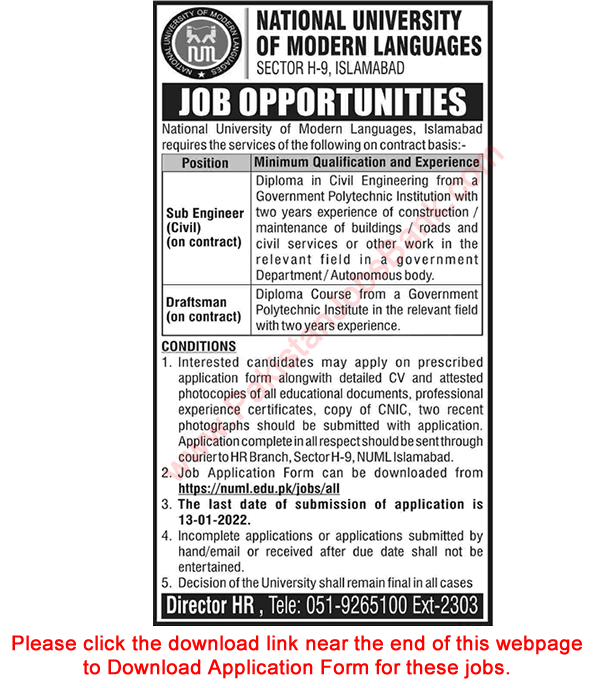 NATIONAL UNIVERSITY OF MODERN LANGUAGES
NUML
NATIONAL UNIVERSITY
OF MODERN LANGUAGES
SECTOR H-9, ISLAMABAD
JOB OPPORTUNITIES
National University of Modern Languages, Islamabad
requires the services of the following on contract basis:-
Position Minimum Qualification and Experience
Sub Engineer
(Civil)
(on contract)
Diploma in Civil Engineering from a
Government Polytechnic Institution with
two years experience of construction /
maintenance of buildings / roads and
civil services or other work in the
relevant field in a government
Department / Autonomous body.
Draftsman
(on contract)
Diploma Course from a Government
Polytechnic Institute in the relevant field
with two years experience.
CONDITIONS
1. Interested candidates may apply on prescribed
application form alongwith detailed CV and attested
photocopies of all educational documents, professional
experience certificates, copy of CNIC, two recent
photographs should be submitted with application.
Application complete in all respect should be sent through
courier to HR Branch, Sector H-9, NUML Islamabad.
2. Job Application Form can be downloaded from
https://numl.edu.pk/jobs/all
3. The last date of submission of application is
13-01-2022.
4. Incomplete applications or applications submitted by
hand/email or received after due date shall not be
entertained.
5. Decision of the University shall remain final in all cases
Director HR , Tele: 051-9265100 Ext-2303
www.PakistanJobsBank.com
Please click the download link near the end of this webpage
to Download Application Form for these jobs.